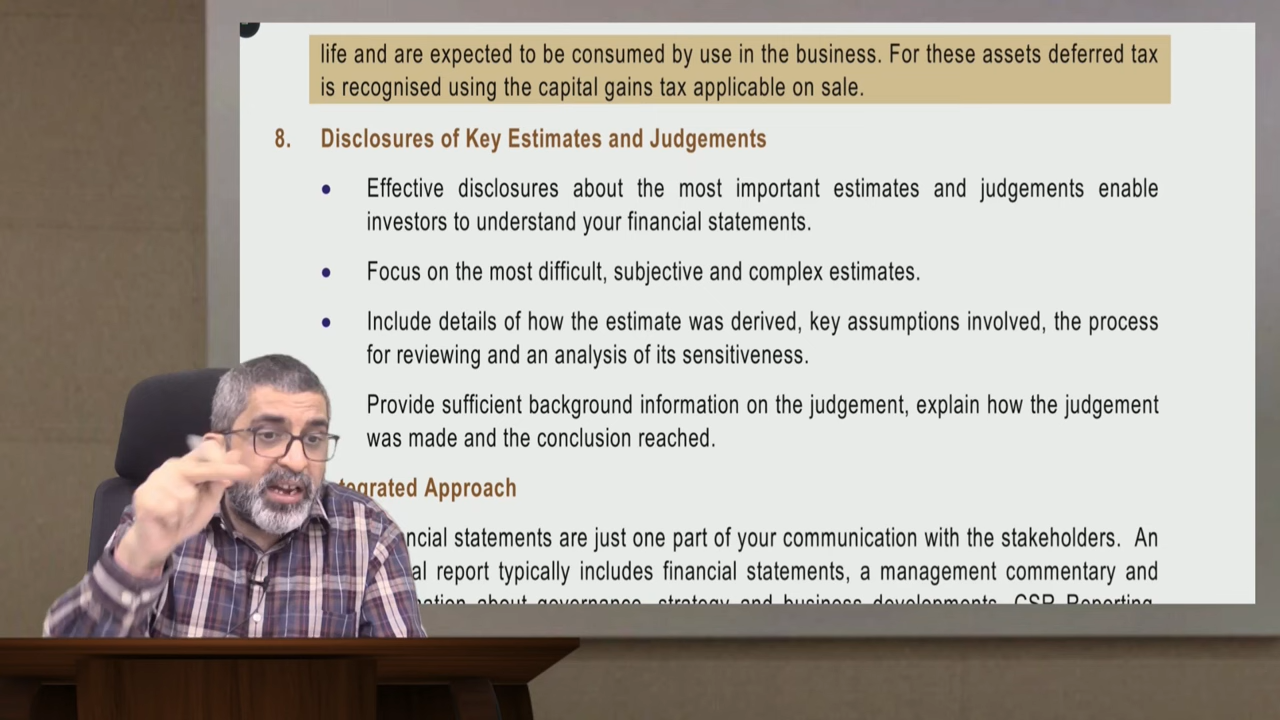 life and are expected to be consumed by use in the business. For these assets deferred tax
is recognised using the capital gains tax applicable on sale.
8. Disclosures of Key Estimates and Judgements
• Effective disclosures about the most important estimates and judgements enable
investors to understand your financial statements.
• Focus on the most difficult, subjective and complex estimates.
• Include details of how the estimate was derived, key assumptions involved, the process
for reviewing and an analysis of its sensitiveness.
Provide sufficient background information on the judgement, explain how the judgement
was made and the conclusion reached.
tegrated Approach
ncial statements are just one part of your communication with the stakeholders. An
al report typically includes financial statements, a management commentary and
about governance, strategy and business developments, CSR Reporting,